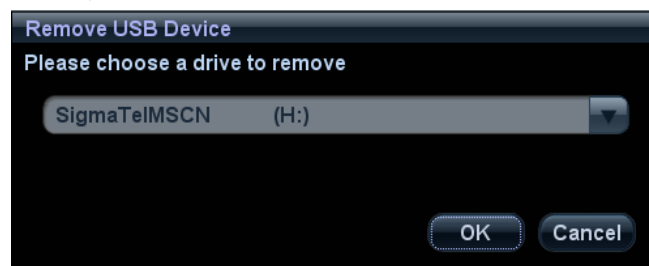 Remove USB Device
Please choose a drive to remove
SigmaTelMSCN (H:)
OK Cancel